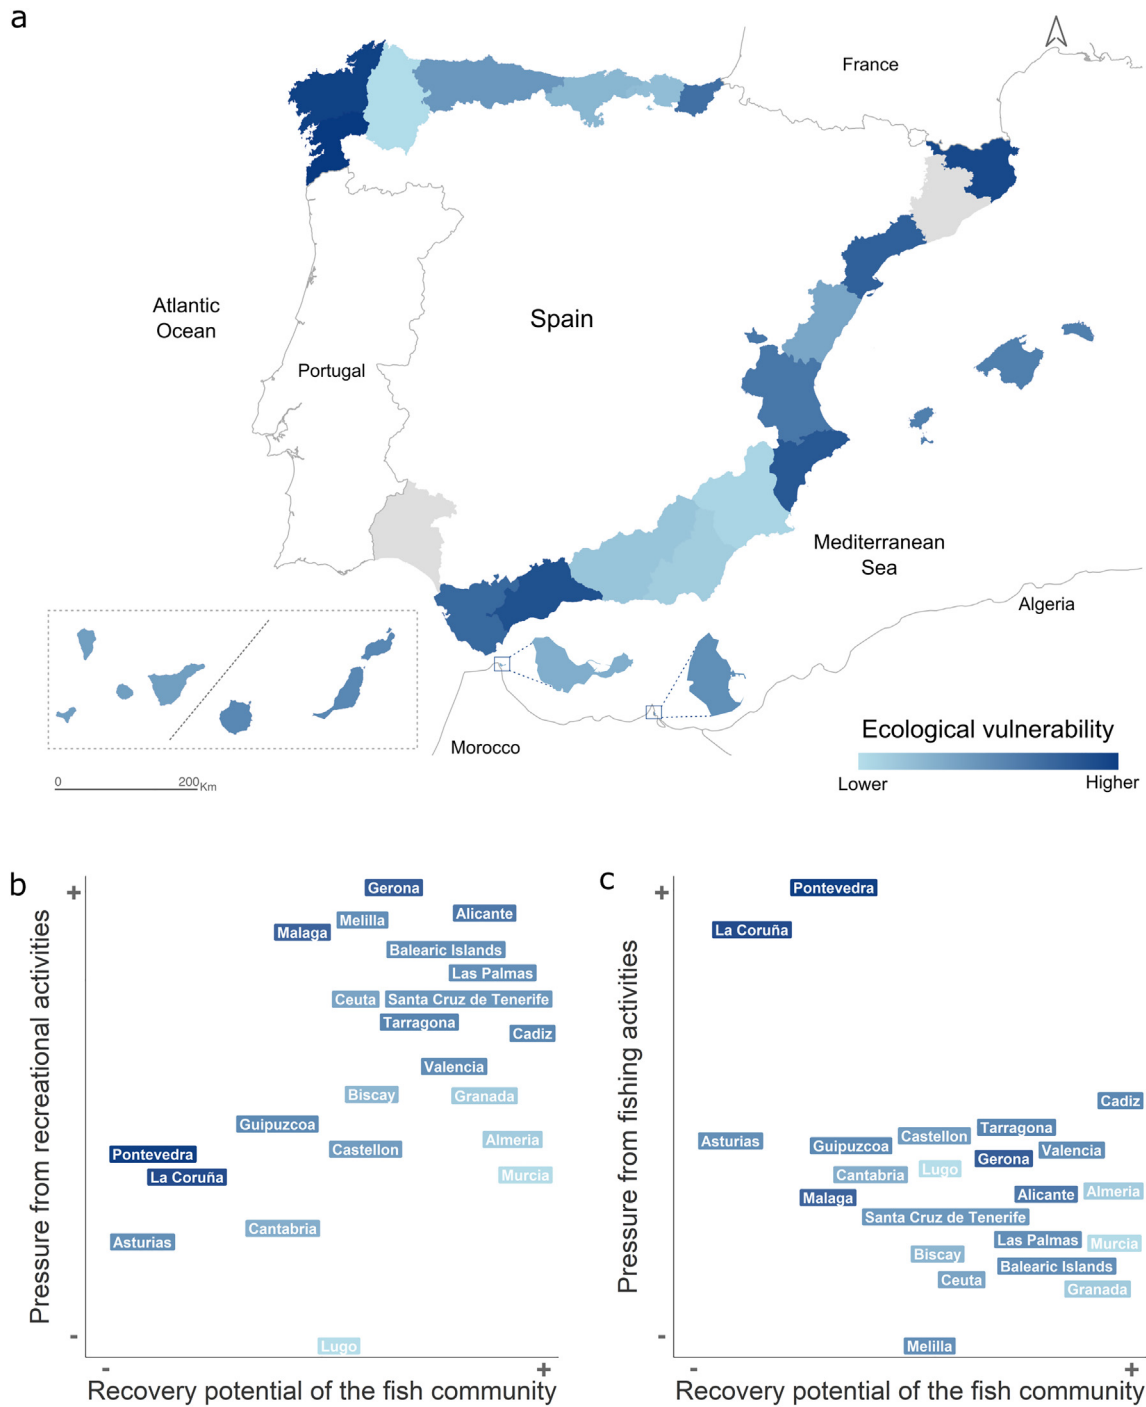 a
France
Atlantic
Ocean
Spain
Portugal
Mediterranean
Sea
Algeria
Morocco
Ecological vulnerability
Lower
Higher
0
200 Km
b
+
Pressure from recreational activities
Gerona
Alicante
Melilla
Malaga
Balearic Islands
Las Palmas
Ceuta
Santa Cruz de Tenerife
Tarragona
Cadiz
Valencia
Biscay
Granada
Guipuzcoa
Almeria
Castellon
Pontevedra
La Coruña
Murcia
Cantabria
Asturias
Lugo
-
-
+
Recovery potential of the fish community
c
+
Pressure from fishing activities
Pontevedra
La Coruña
Cadiz
Tarragona
Castellon
Asturias
Guipuzcoa
Valencia
Gerona
Lugo
Cantabria
Almeria
Alicante
Malaga
Santa Cruz de Tenerife
Las Palmas
Murcia
Biscay
Balearic Islands
Ceuta
Granada
Melilla
-
-
+
Recovery potential of the fish community